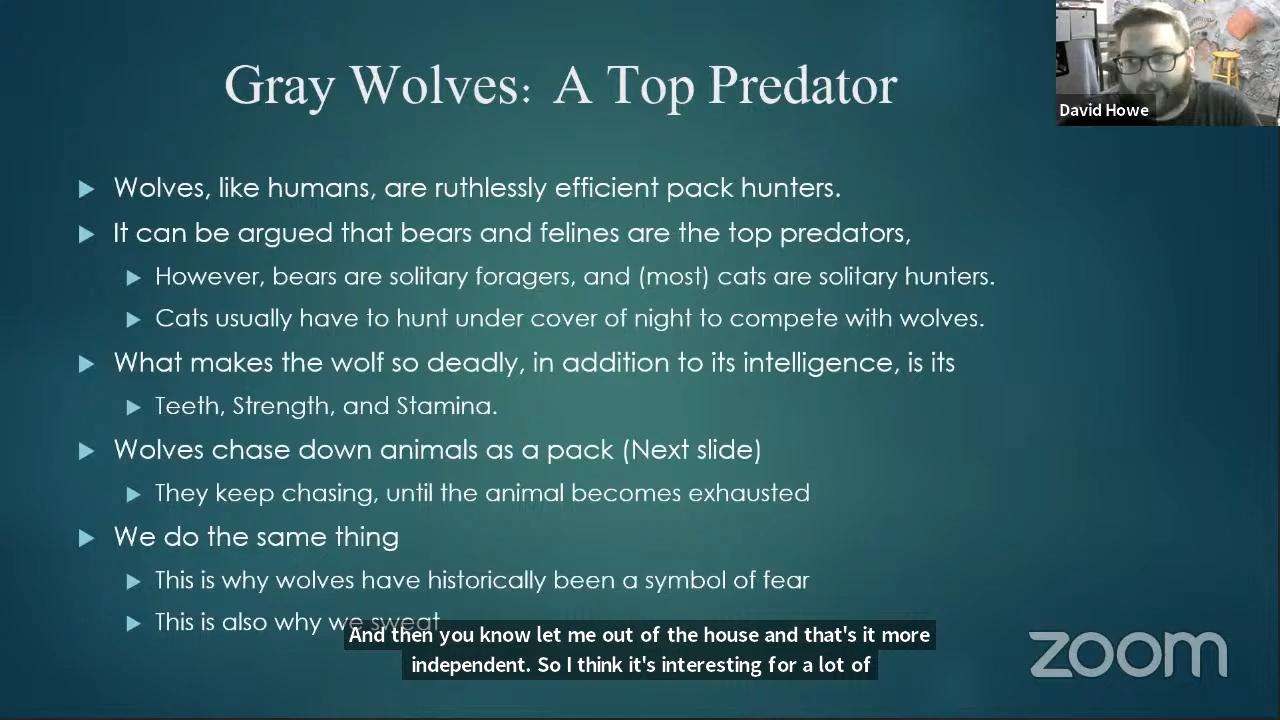 Gray Wolves: A Top Predator
David Howe
Wolves, like humans, are ruthlessly efficient pack hunters.
It can be argued that bears and felines are the top predators,
However, bears are solitary foragers, and (most) cats are solitary hunters.
Cats usually have to hunt under cover of night to compete with wolves.
What makes the wolf so deadly, in addition to its intelligence, is its
Teeth, Strength, and Stamina.
Wolves chase down animals as a pack (Next slide)
They keep chasing, until the animal becomes exhausted
We do the same thing
This is why wolves have historically been a symbol of fear
This is also why we sweat
And then you know let me out of the house and that's it more
independent. So I think it's interesting for a lot of
zoom